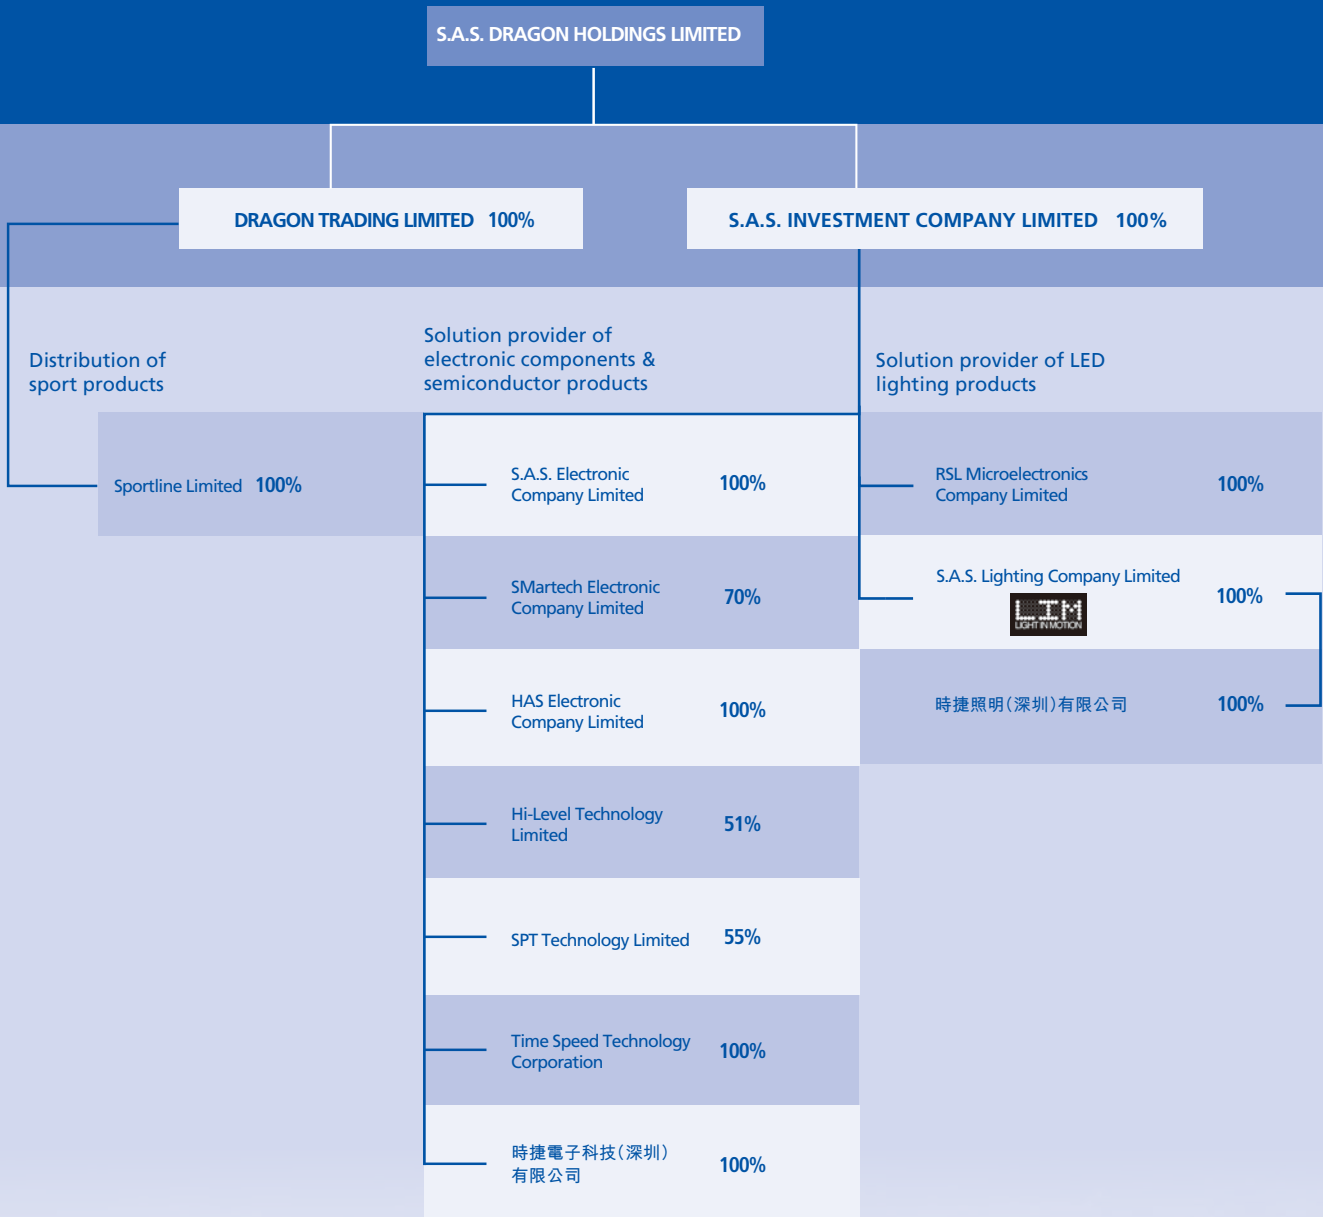 S.A.S. DRAGON HOLDINGS LIMITED
DRAGON TRADING LIMITED 100%
S.A.S. INVESTMENT COMPANY LIMITED 100%
Distribution of
sport products
Sportline Limited 100%
Solution provider of
electronic components &
semiconductor products
S.A.S. Electronic
Company Limited 100%
SMartech Electronic
Company Limited 70%
HAS Electronic
Company Limited 100%
Hi-Level Technology
Limited 51%
SPT Technology Limited 55%
Time Speed Technology
Corporation 100%
時捷電子科技(深圳)
有限公司 100%
Solution provider of LED
lighting products
RSL Microelectronics
Company Limited 100%
S.A.S. Lighting Company Limited 100%
LIM
LIGHT IN MOTION
時捷照明(深圳)有限公司 100%